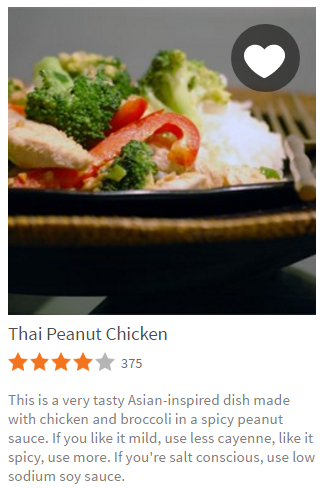 Thai Peanut Chicken
375
This is a very tasty Asian-inspired dish made
with chicken and broccoli in a spicy peanut
sauce. If you like it mild, use less cayenne, like it
spicy, use more. If you're salt conscious, use low
sodium soy sauce.